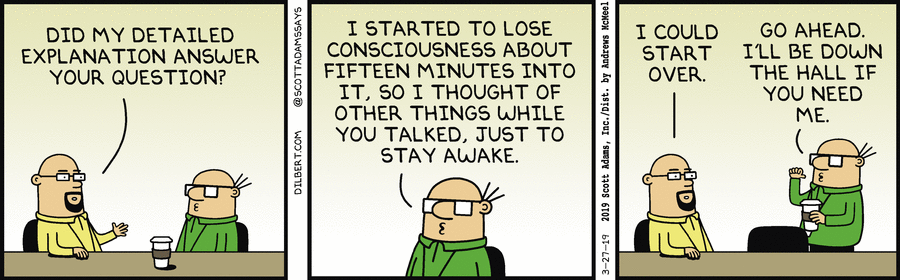 DID MY DETAILED
EXPLANATION ANSWER
YOUR QUESTION?
DILBERT.COM @SCOTTADAMSSAYS
I STARTED TO LOSE
CONSCIOUSNESS ABOUT
FIFTEEN MINUTES INTO
IT, SO I THOUGHT OF
OTHER THINGS WHILE
YOU TALKED, JUST TO
STAY AWAKE.
3-27-19 2019 Scott Adams, Inc./Dist. by Andrews McMeel
I COULD
START
OVER.
GO AHEAD.
I'LL BE DOWN
THE HALL IF
YOU NEED
ME.